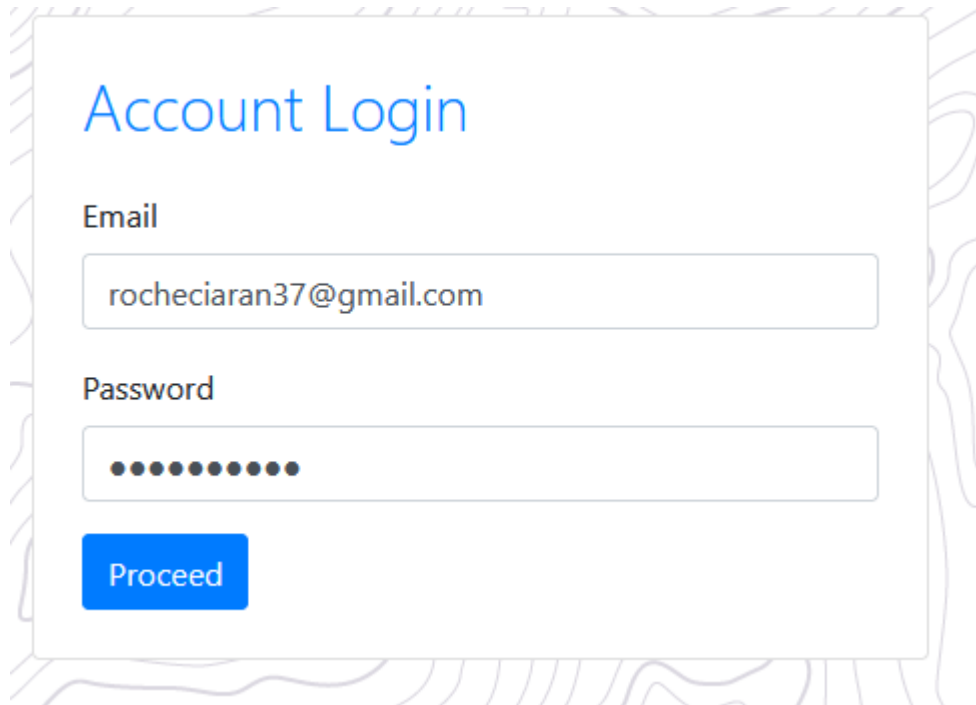 Account Login
Email
rocheciaran37@gmail.com
Password
●●●●●●●●●●
Proceed